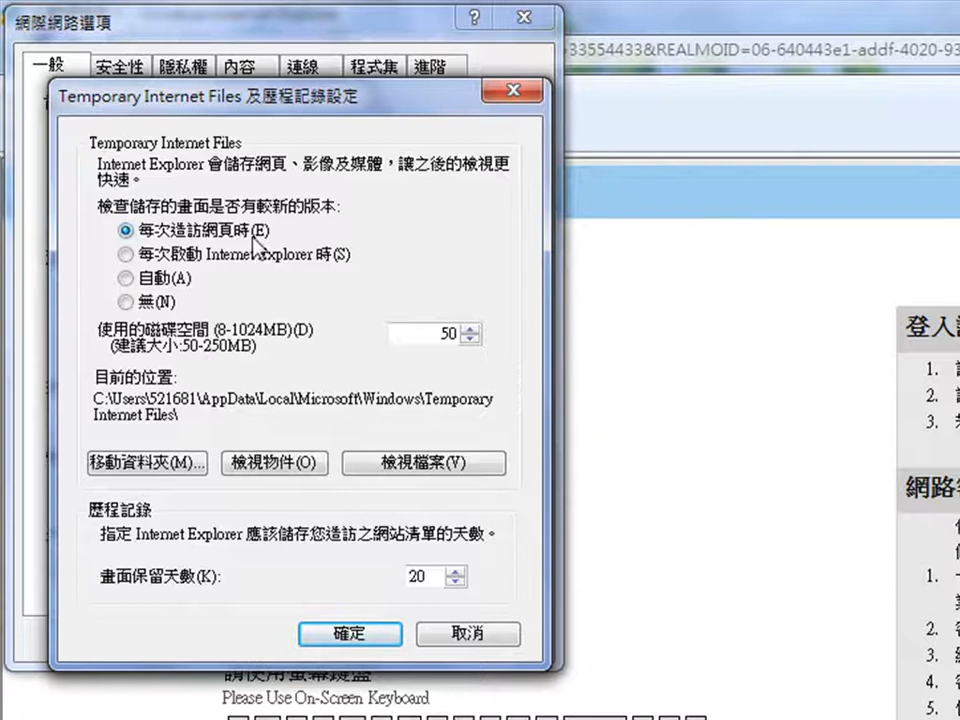 網際網路選項
33554433&REALMOID=06-640443e1-addf-4020-93
一般 安全性 隱私權 內容 連線 程式集 進階
Temporary Internet Files 及歷程記錄設定
Temporary Internet Files
Internet Explorer 會儲存網頁、影像及媒體，讓之後的檢視更
快速。
檢查儲存的畫面是否有較新的版本:
每次造訪網頁時(E)
每次啟動 Internet Explorer 時(S)
自動(A)
無(N)
使用的磁碟空間 (8-1024MB)(D)
50
(建議大小:50-250MB)
目前的位置:
C:\Users\521681\AppData\Local\Microsoft\Windows\Temporary
Internet Files\
移動資料夾(M)... 檢視物件(O) 檢視檔案(V)
歷程記錄
指定 Internet Explorer 應該儲存您造訪之網站清單的天數。
畫面保留天數(K): 20
確定 取消
登入
1.
2.
3.
網路
1.
2.
3.
4.
5.
請使用螢幕鍵盤
Please Use On-Screen Keyboard